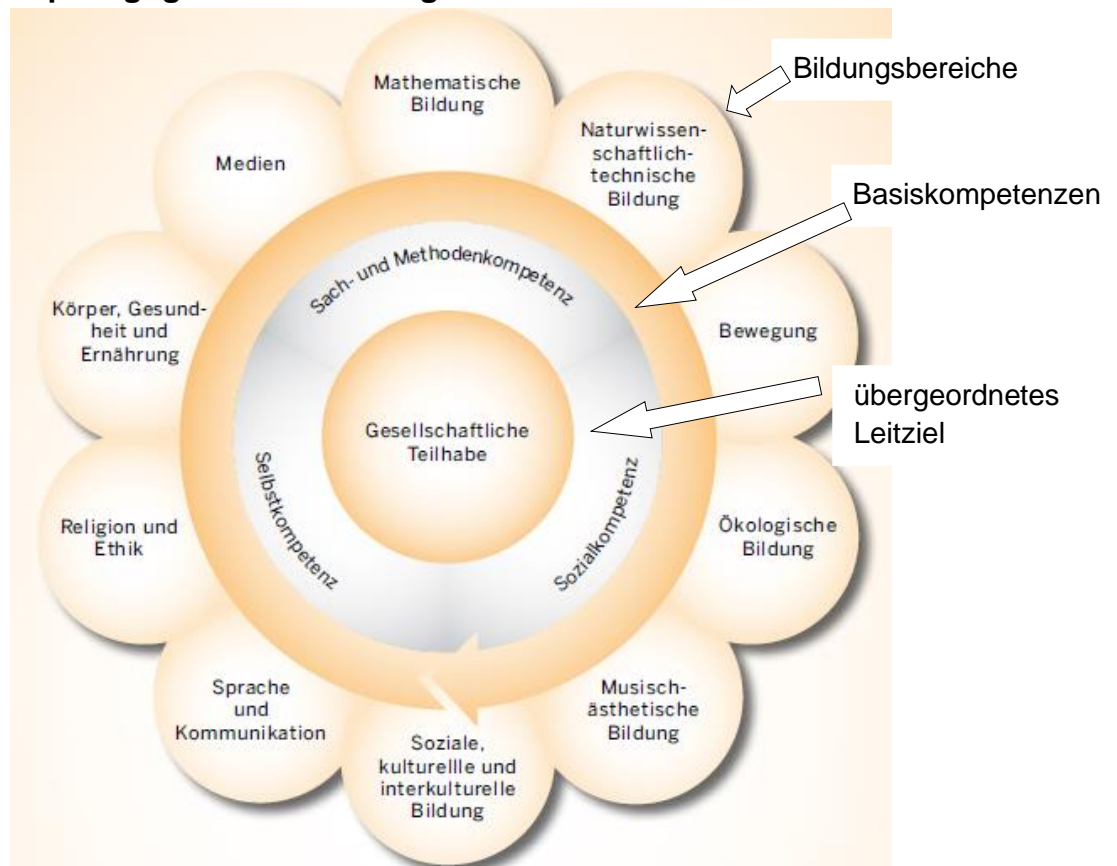 Bildungsbereiche
Basiskompetenzen
übergeordnetes
Leitziel
Mathematische
Bildung
Naturwissen-
schaftlich-
technische
Bildung
Bewegung
Ökologische
Bildung
Musisch-
ästhetische
Bildung
Soziale,
kulturellle und
interkulturelle
Bildung
Sprache
und
Kommunikation
Religion und
Ethik
Körper, Gesund-
heit und
Ernährung
Medien
Sach- und Methodenkompetenz
Sozialkompetenz
Selbstkompetenz
Gesellschaftliche
Teilhabe